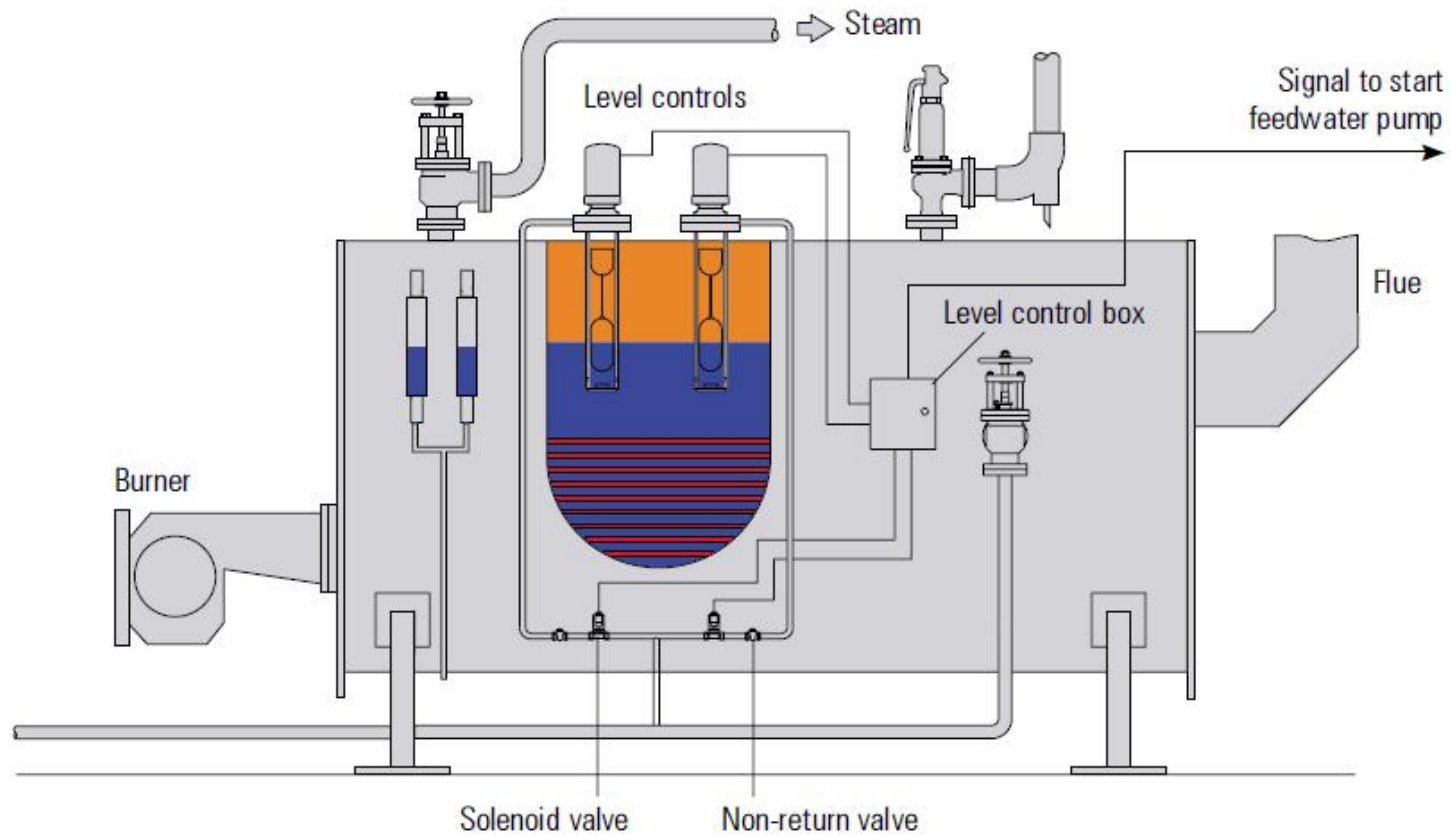 Steam
Level controls
Signal to start
feedwater pump
Flue
Level control box
Burner
Solenoid valve
Non-return valve